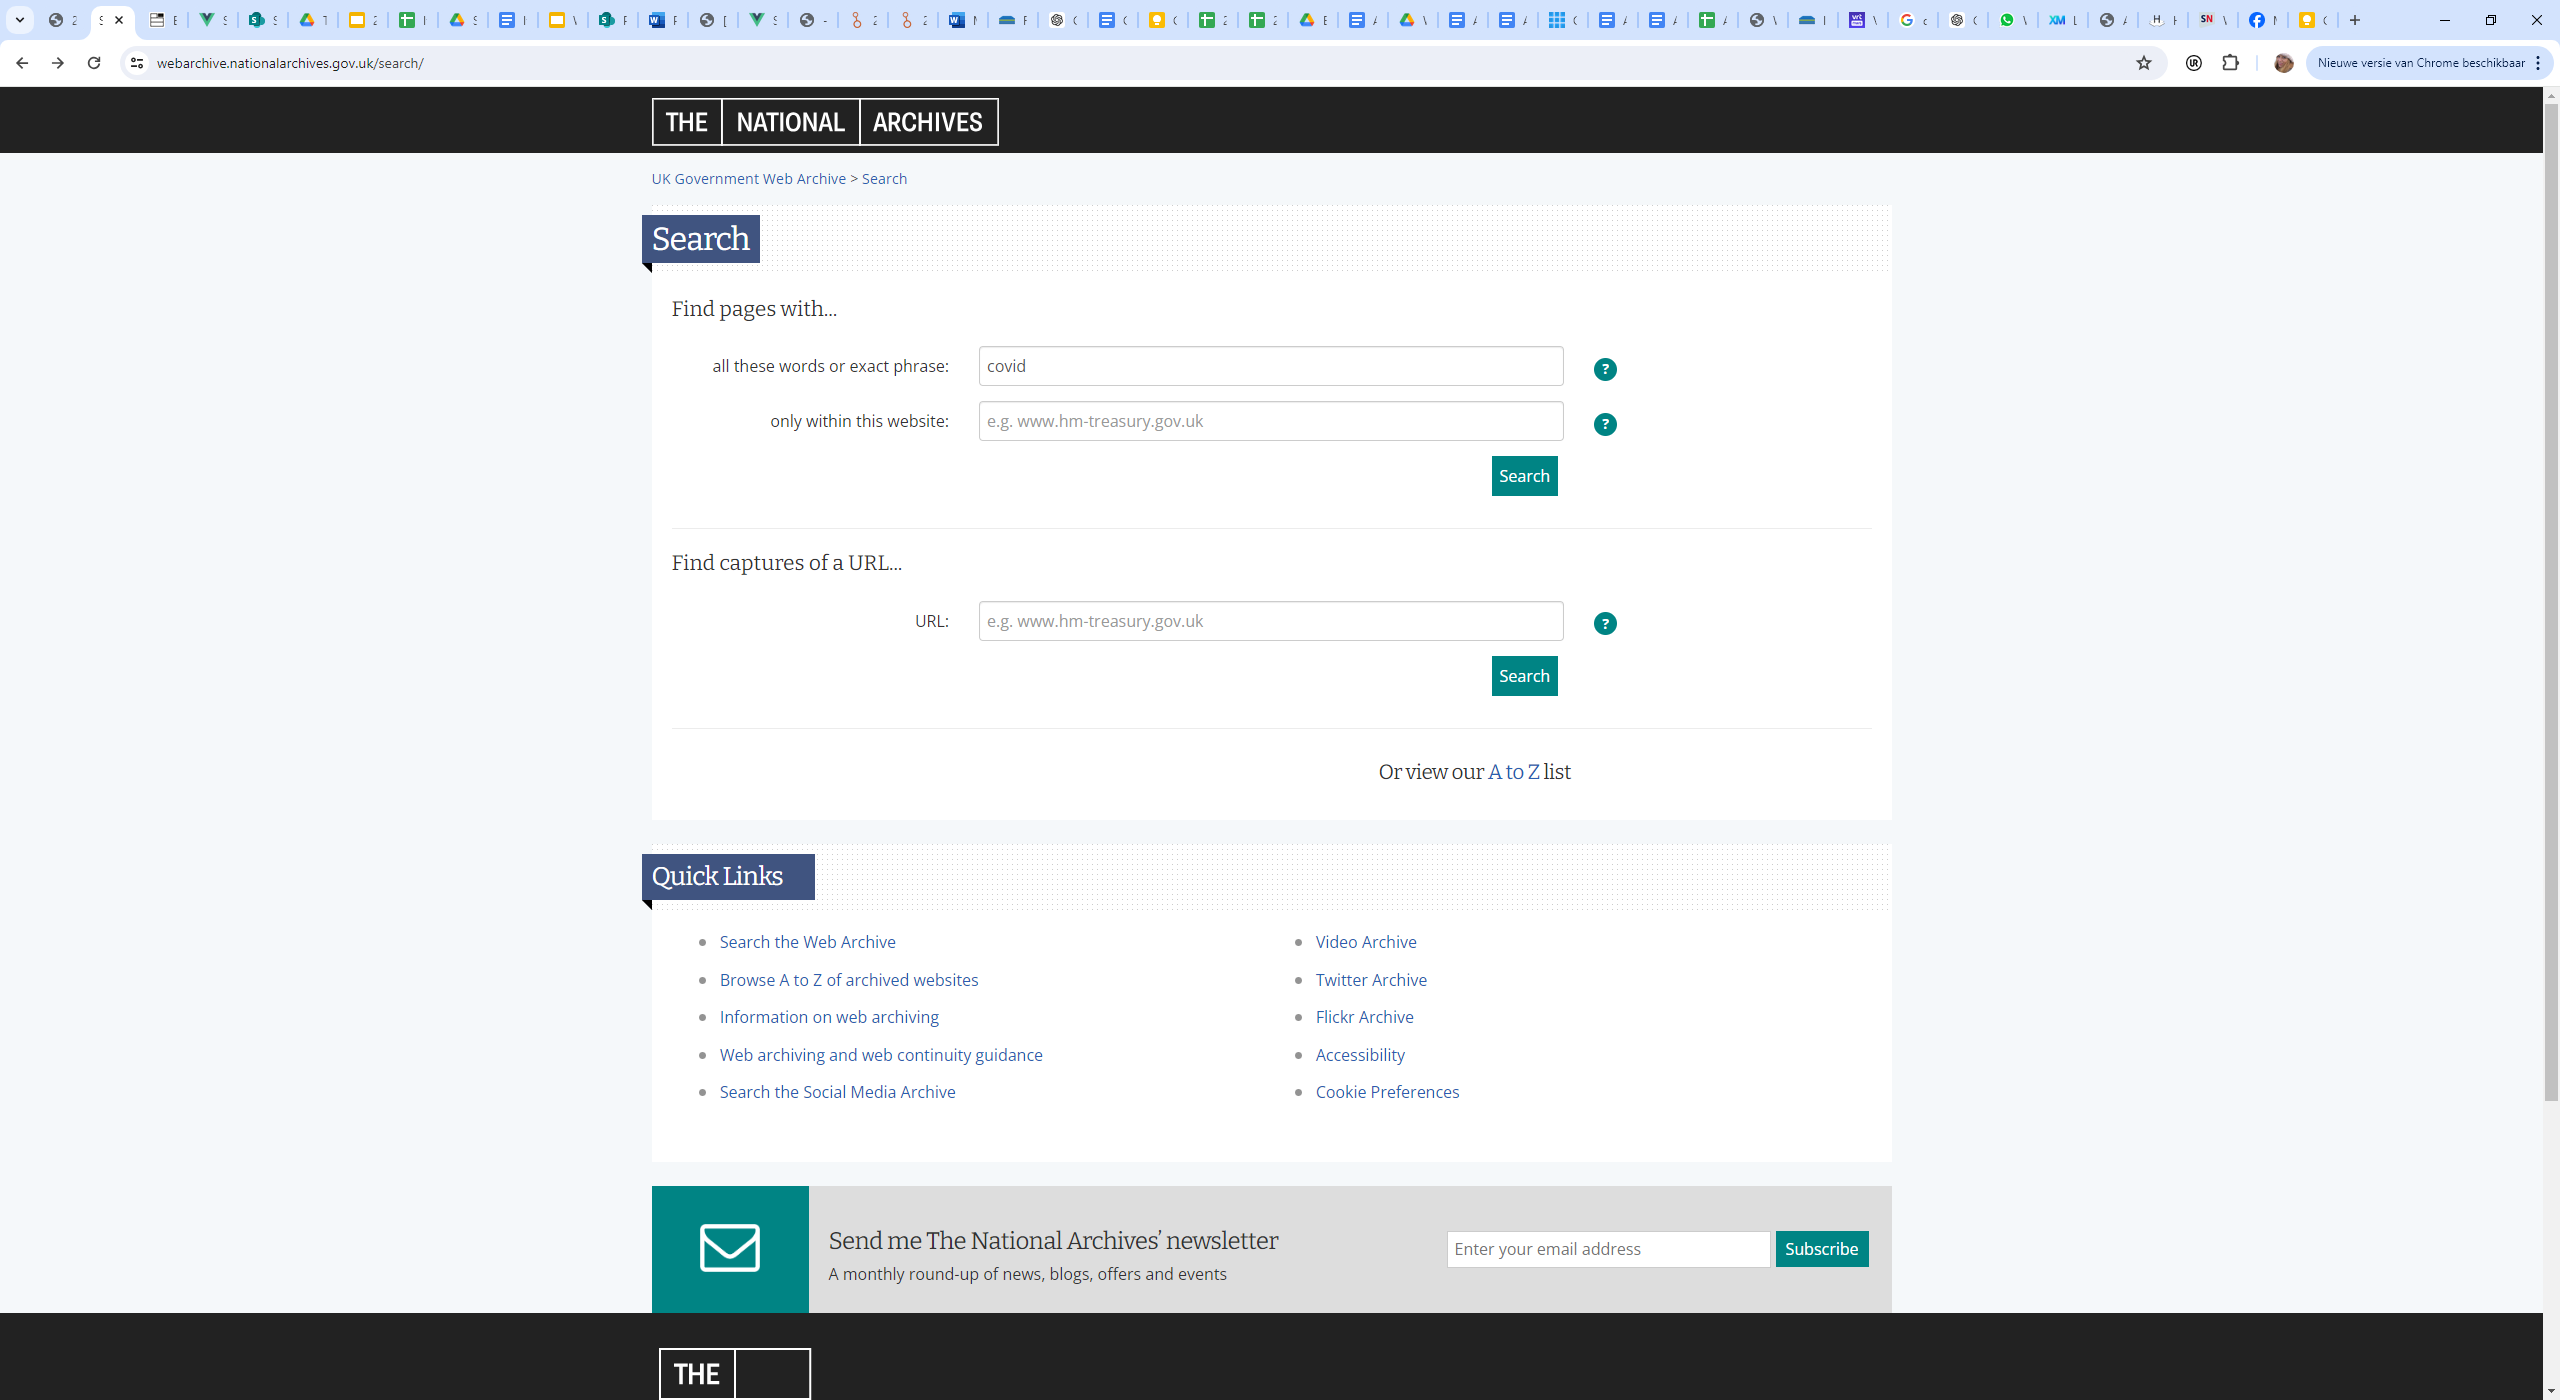 webarchive.nationalarchives.gov.uk/search/
Nieuwe versie van Chrome beschikbaar
THE NATIONAL ARCHIVES
UK Government Web Archive > Search
Search
Find pages with...
all these words or exact phrase: covid ?
only within this website: e.g. www.hm-treasury.gov.uk ?
Search
Find captures of a URL...
URL: e.g. www.hm-treasury.gov.uk ?
Search
Or view our A to Z list
Quick Links
Search the Web Archive
Browse A to Z of archived websites
Information on web archiving
Web archiving and web continuity guidance
Search the Social Media Archive
Video Archive
Twitter Archive
Flickr Archive
Accessibility
Cookie Preferences
Send me The National Archives’ newsletter
A monthly round-up of news, blogs, offers and events
Enter your email address
Subscribe
THE